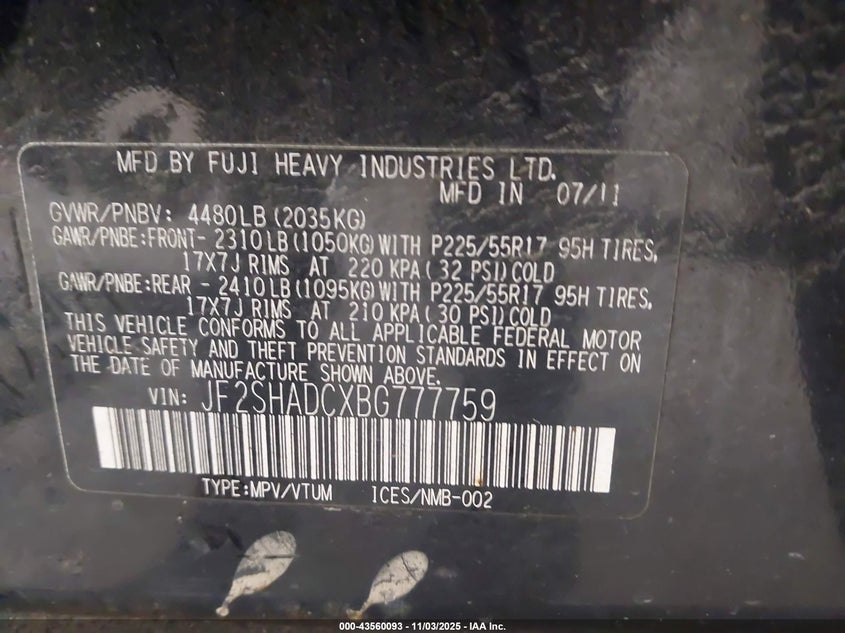 MFD BY FUJI HEAVY INDUSTRIES LTD.
MFD IN 07/11
GVWR/PNBV: 4480LB (2035KG)
GAWR/PNBE:FRONT- 2310LB (1050KG) WITH P225/55R17 95H TIRES,
17X7J RIMS AT 220 KPA ( 32 PSI) COLD
GAWR/PNBE:REAR - 2410LB (1095KG) WITH P225/55R17 95H TIRES,
17X7J RIMS AT 210 KPA ( 30 PSI) COLD
THIS VEHICLE CONFORMS TO ALL APPLICABLE FEDERAL MOTOR
VEHICLE SAFETY AND THEFT PREVENTION STANDARDS IN EFFECT ON
THE DATE OF MANUFACTURE SHOWN ABOVE.
VIN: JF2SHADCXBG777759
TYPE:MPV/VTUM ICES/NMB-002
000-43560093 - 11/03/2025 - IAA Inc.